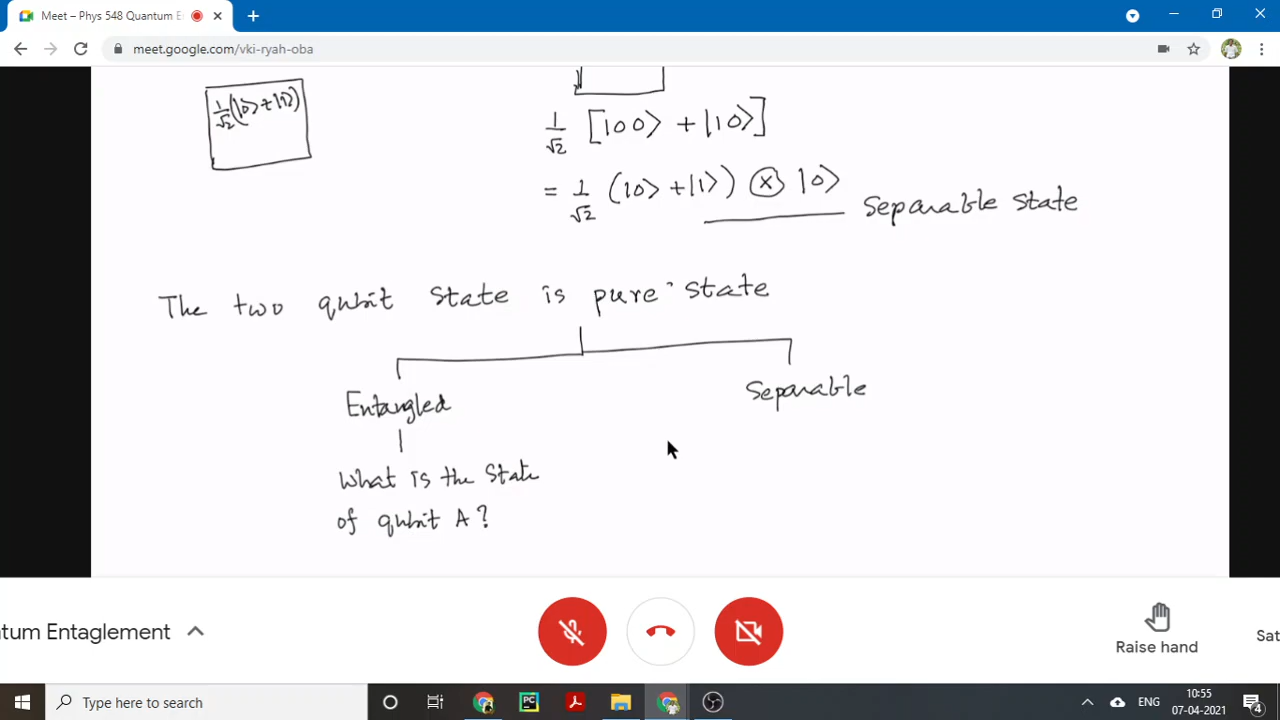 Meet – Phys 548 Quantum E
meet.google.com/vki-ryah-oba
1/√2 (|0> + |1>)
1/√2 [|00> + |10>]
= 1/√2 (|0> + |1>) ⊗ |0>
Separable State
The two qubit State is pure state
Entangled
Separable
What is the State
of qubit A?
tum Entaglement
Raise hand
Sat
Type here to search
ENG
10:55
07-04-2021
4